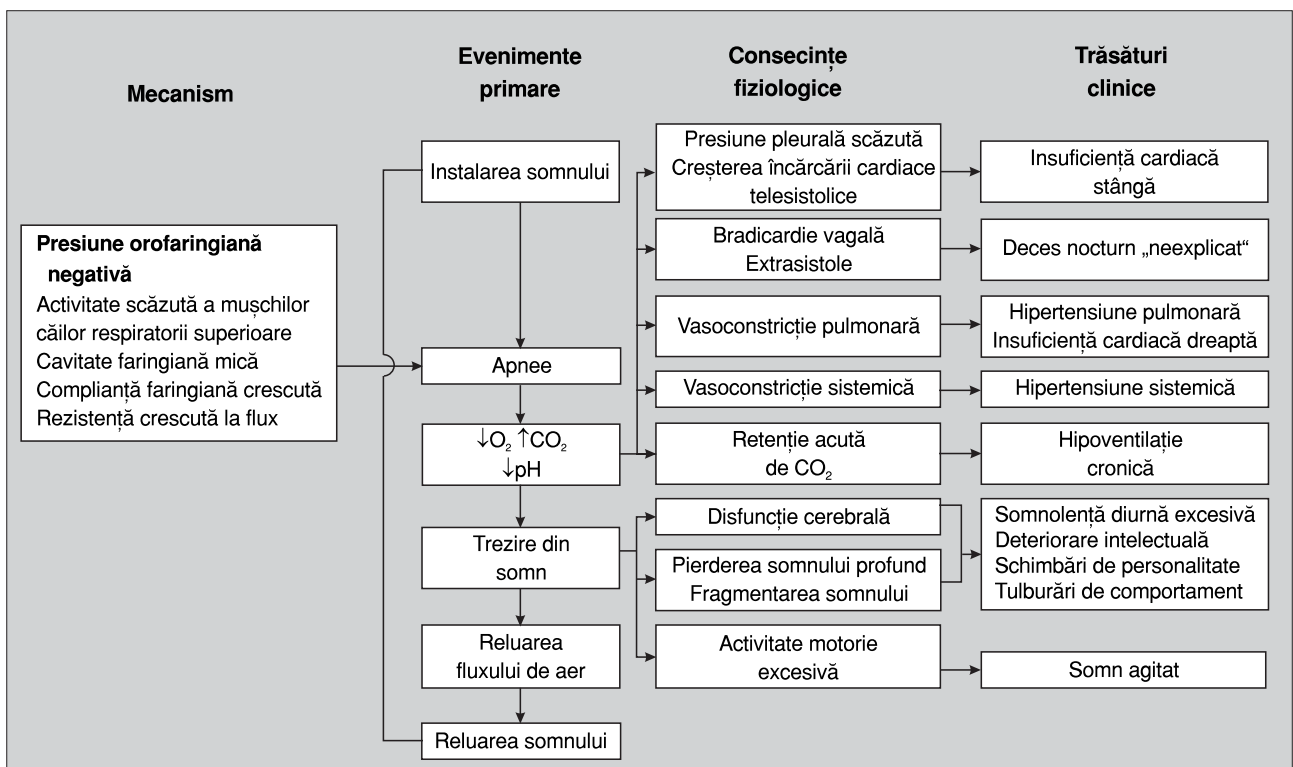 Mecanism
Evenimente
primare
Consecințe
fiziologice
Trăsături
clinice
Presiune orofaringiană
negativă
Activitate scăzută a mușchilor
căilor respiratorii superioare
Cavitate faringiană mică
Complianță faringiană crescută
Rezistență crescută la flux
Instalarea somnului
Apnee
↓O₂ ↑CO₂
↓pH
Trezire din
somn
Reluarea
fluxului de aer
Reluarea somnului
Presiune pleurală scăzută
Creșterea încărcării cardiace
telesistolice
Bradicardie vagală
Extrasistole
Vasoconstricție pulmonară
Vasoconstricție sistemică
Retenție acută
de CO₂
Disfuncție cerebrală
Pierderea somnului profund
Fragmentarea somnului
Activitate motorie
excesivă
Insuficiență cardiacă
stângă
Deces nocturn „neexplicat“
Hipertensiune pulmonară
Insuficiență cardiacă dreaptă
Hipertensiune sistemică
Hipoventilație
cronică
Somnolență diurnă excesivă
Deteriorare intelectuală
Schimbări de personalitate
Tulburări de comportament
Somn agitat